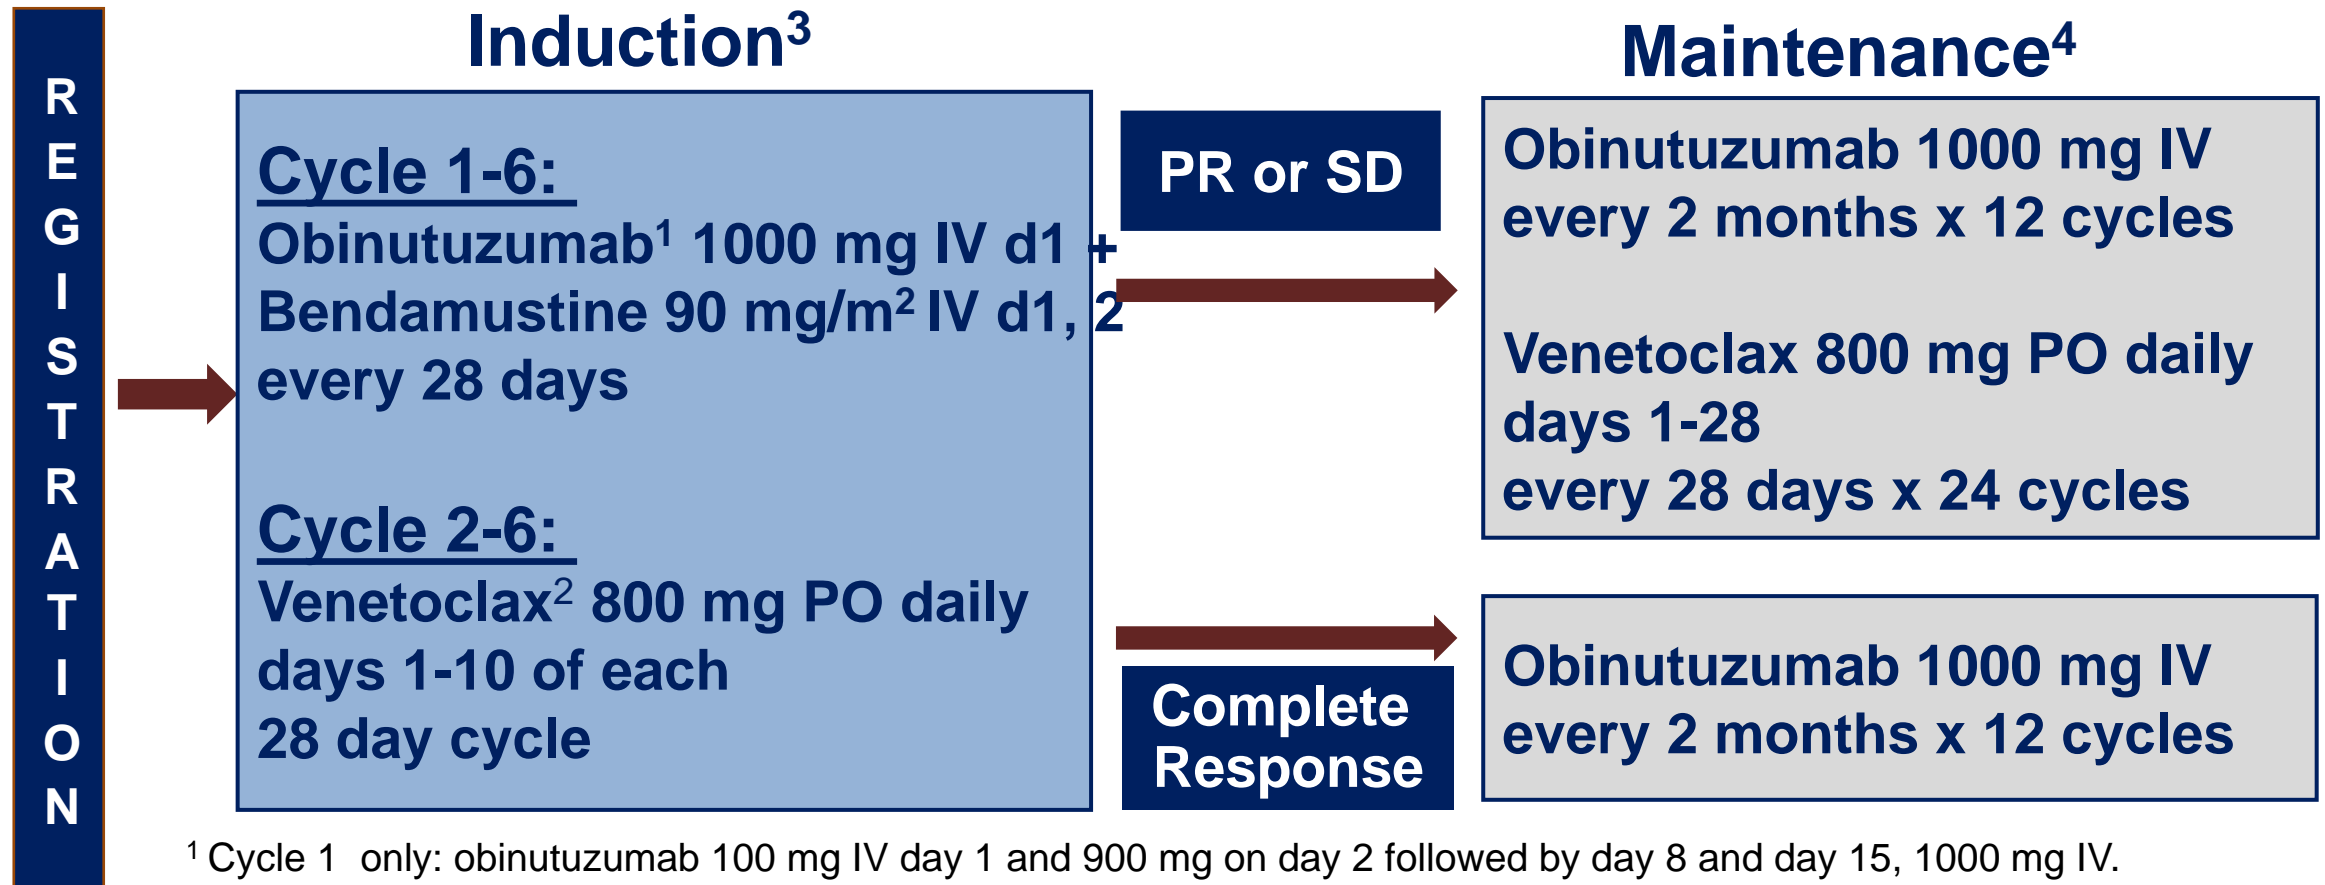 REGISTRATION
Induction³
Cycle 1-6:
Obinutuzumab¹ 1000 mg IV d1 +
Bendamustine 90 mg/m² IV d1, 2
every 28 days
Cycle 2-6:
Venetoclax² 800 mg PO daily
days 1-10 of each
28 day cycle
PR or SD
Complete
Response
Maintenance⁴
Obinutuzumab 1000 mg IV
every 2 months x 12 cycles
Venetoclax 800 mg PO daily
days 1-28
every 28 days x 24 cycles
Obinutuzumab 1000 mg IV
every 2 months x 12 cycles
¹ Cycle 1 only: obinutuzumab 100 mg IV day 1 and 900 mg on day 2 followed by day 8 and day 15, 1000 mg IV.